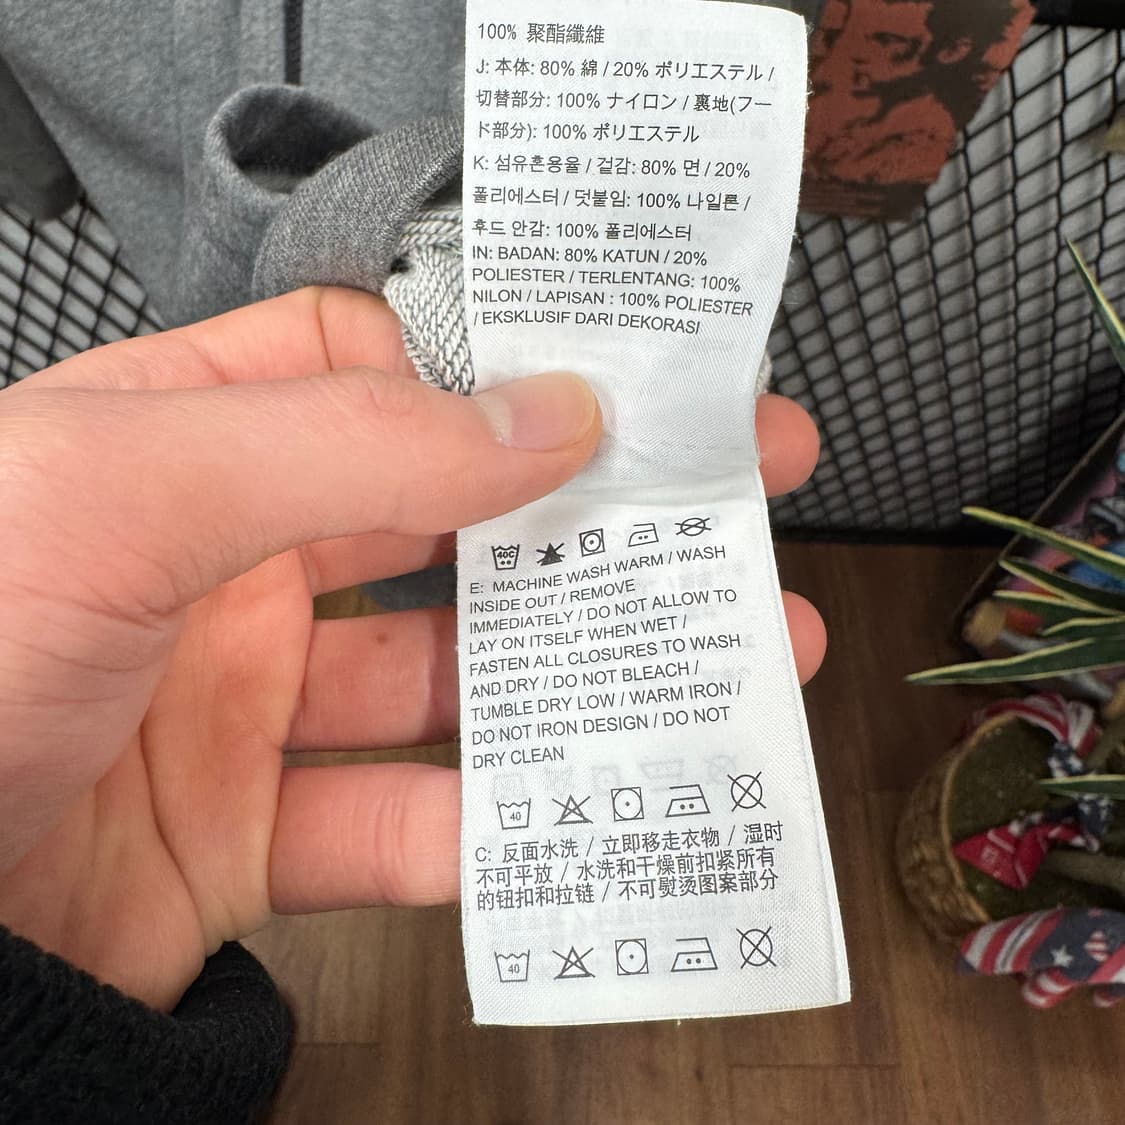 100% 聚酯纖維
J: 本体: 80% 綿 / 20% ポリエステル /
切替部分: 100% ナイロン / 裏地(フー
ド部分): 100% ポリエステル
K: 섬유혼용율 / 겉감: 80% 면 / 20%
폴리에스터 / 덧붙임: 100% 나일론 /
후드 안감: 100% 폴리에스터
IN: BADAN: 80% KATUN / 20%
POLIESTER / TERLENTANG: 100%
NILON / LAPISAN : 100% POLIESTER
/ EKSKLUSIF DARI DEKORASI
40C
E: MACHINE WASH WARM / WASH
INSIDE OUT / REMOVE
IMMEDIATELY / DO NOT ALLOW TO
LAY ON ITSELF WHEN WET /
FASTEN ALL CLOSURES TO WASH
AND DRY / DO NOT BLEACH /
TUMBLE DRY LOW / WARM IRON /
DO NOT IRON DESIGN / DO NOT
DRY CLEAN
40
C: 反面水洗 / 立即移走衣物 / 湿时
不可平放 / 水洗和干燥前扣紧所有
的钮扣和拉链 / 不可熨烫图案部分
40